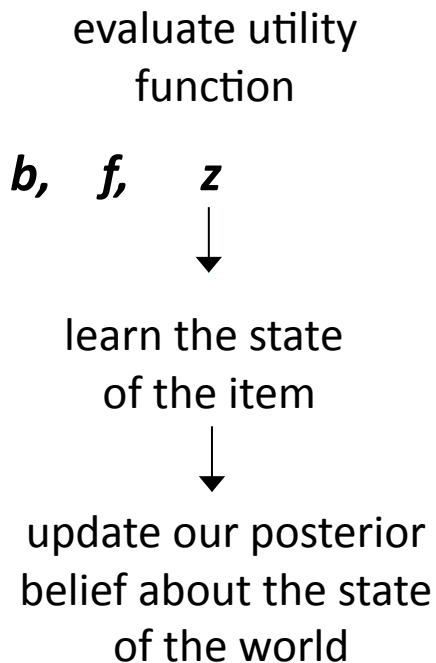 evaluate utility
function
b, f, z
learn the state
of the item
update our posterior
belief about the state
of the world